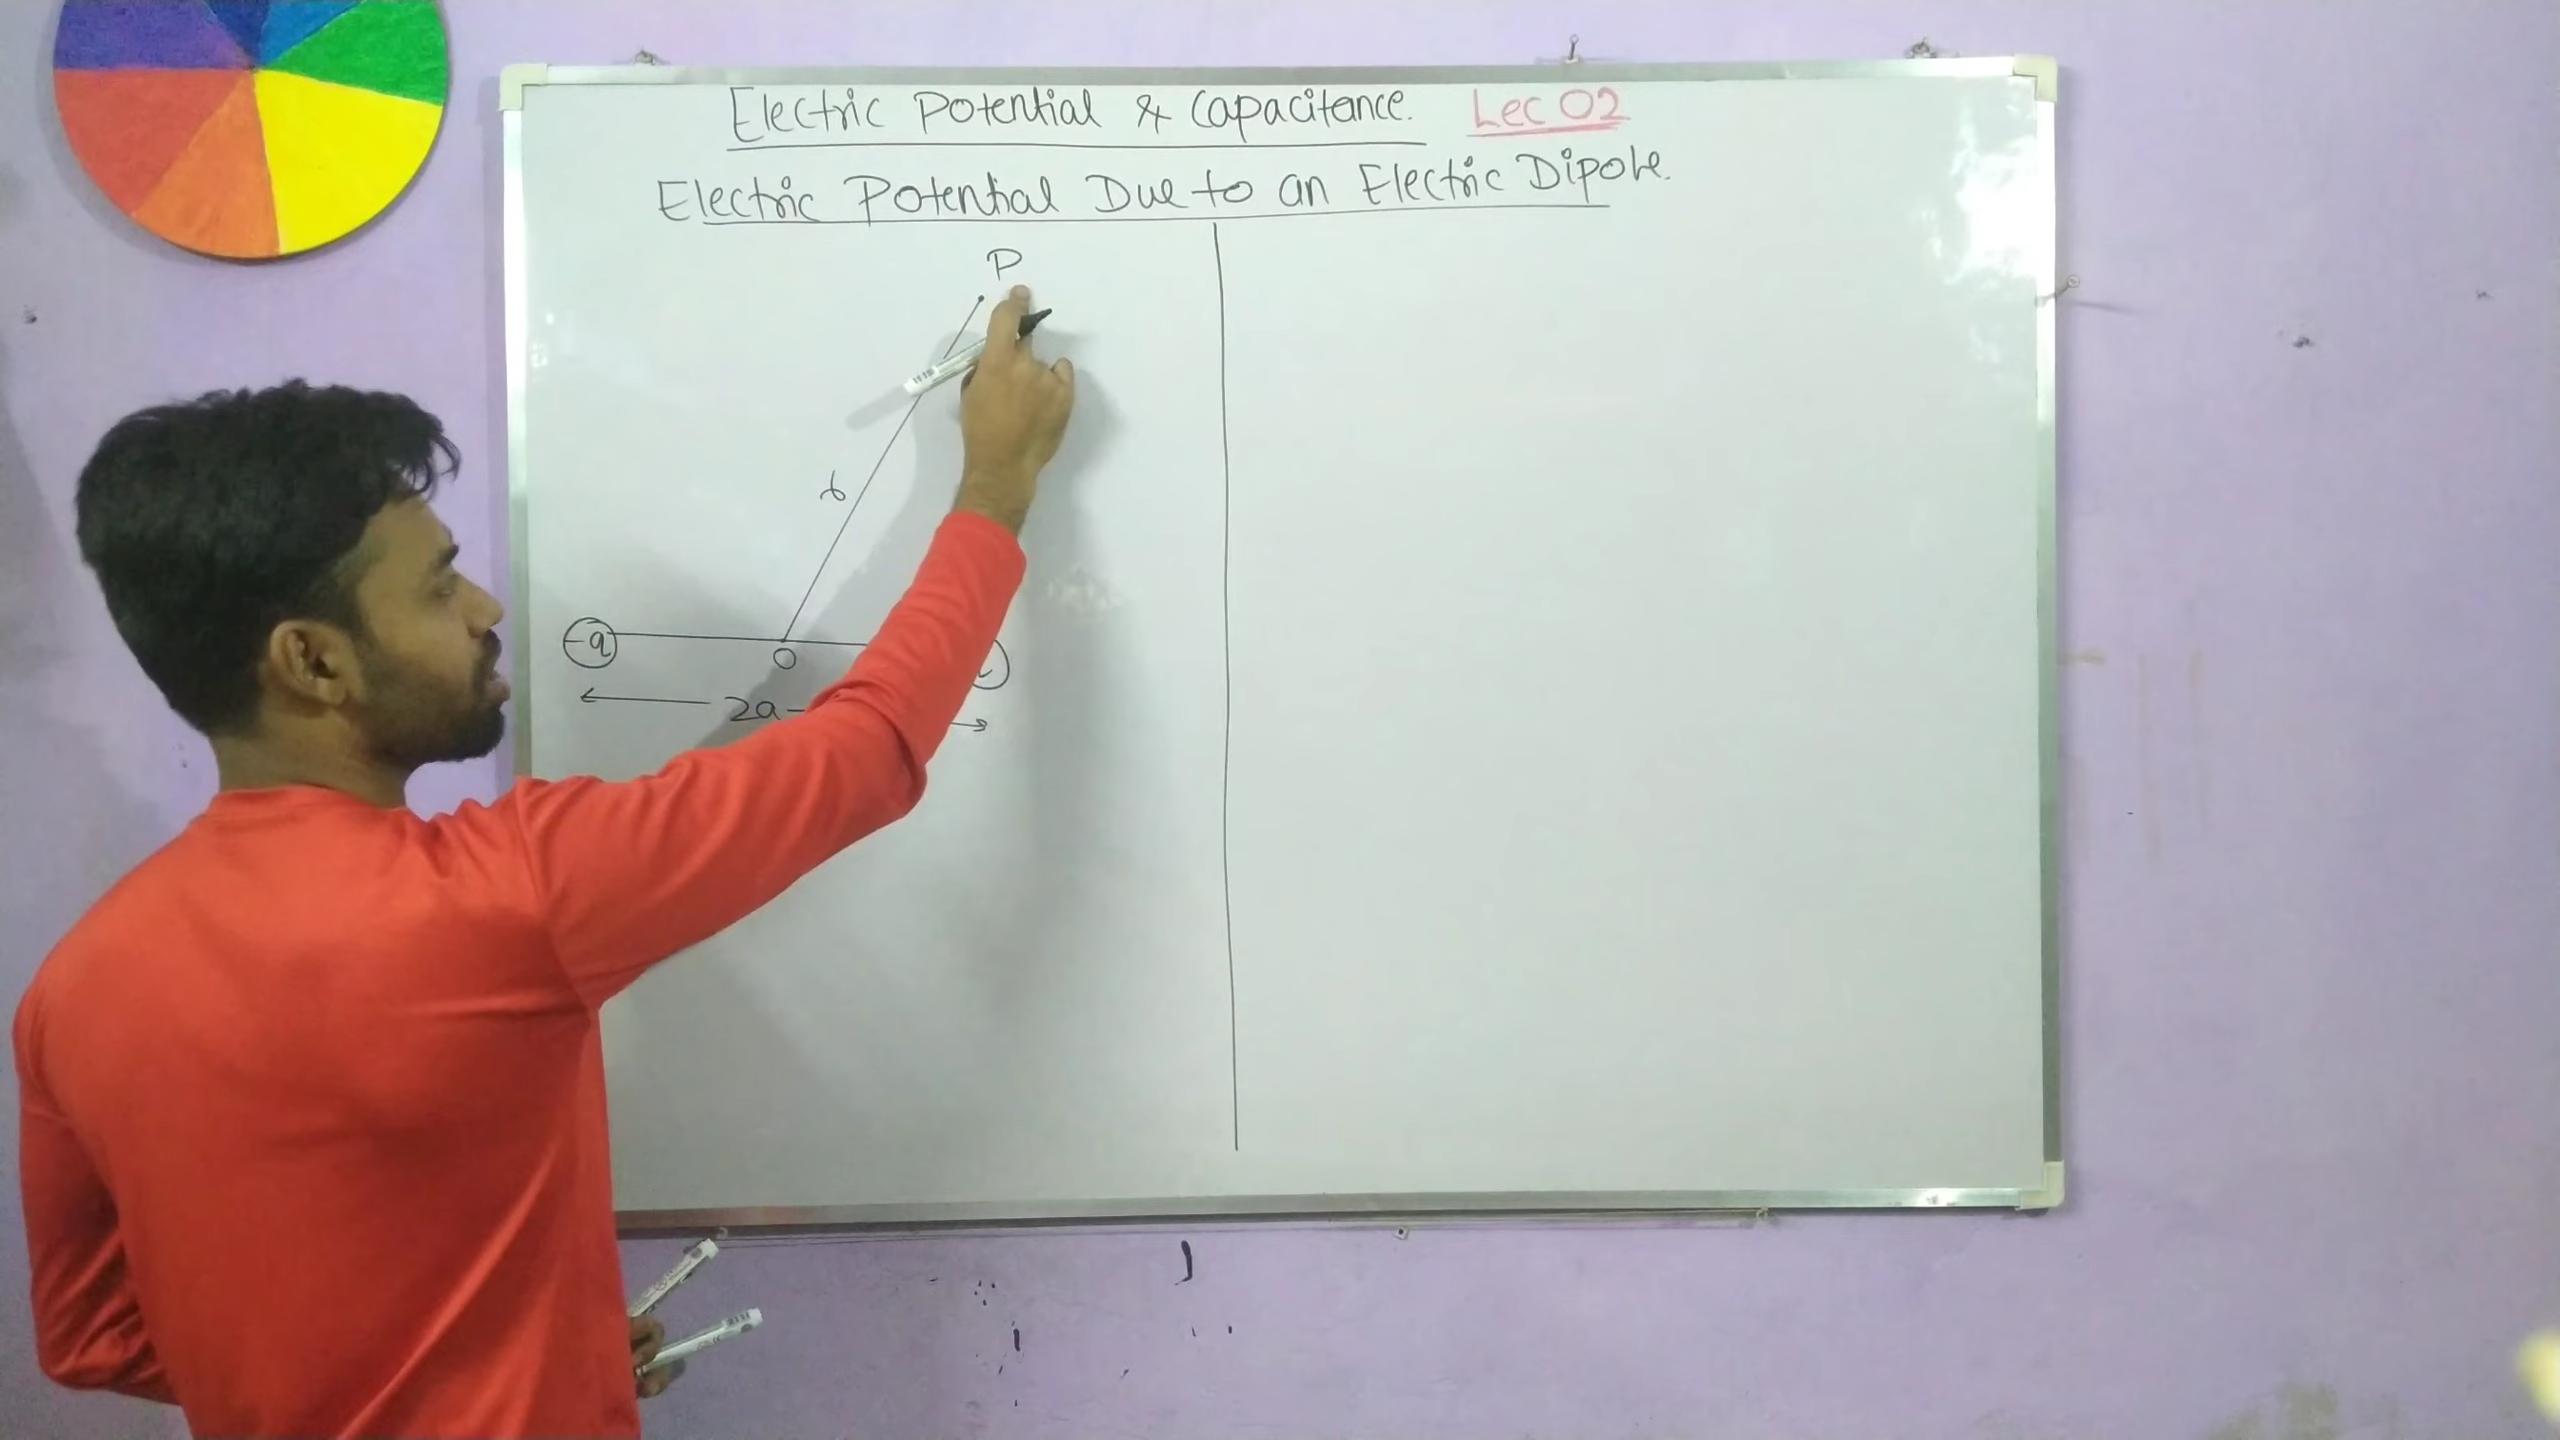 Electric Potential & Capacitance. Lec 02
Electric Potential Due to an Electric Dipole.
P
r
-q
O
2a